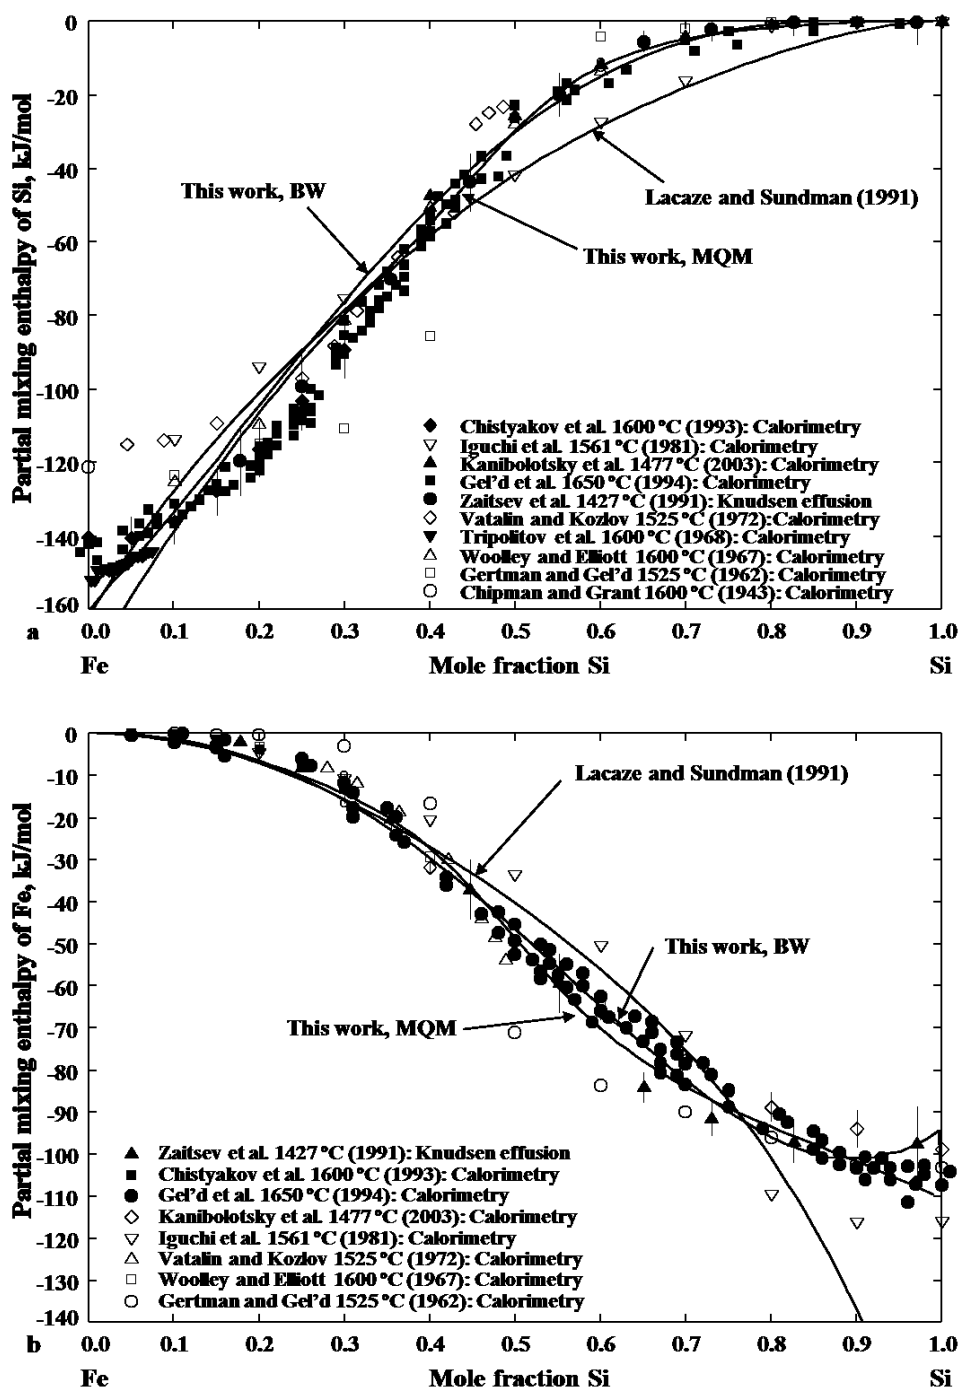 Partial mixing enthalpy of Si, kJ/mol
0
-20
-40
-60
-80
-100
-120
-140
-160
This work, BW
Lacaze and Sundman (1991)
This work, MQM
Chistyakov et al. 1600 °C (1993): Calorimetry
Iguchi et al. 1561 °C (1981): Calorimetry
Kanibolotsky et al. 1477 °C (2003): Calorimetry
Gel'd et al. 1650 °C (1994): Calorimetry
Zaitsev et al. 1427 °C (1991): Knudsen effusion
Vatalin and Kozlov 1525 °C (1972): Calorimetry
Tripolitov et al. 1600 °C (1968): Calorimetry
Woolley and Elliott 1600 °C (1967): Calorimetry
Gertman and Gel'd 1525 °C (1962): Calorimetry
Chipman and Grant 1600 °C (1943): Calorimetry
a
0.0 0.1 0.2 0.3 0.4 0.5 0.6 0.7 0.8 0.9 1.0
Fe Mole fraction Si Si
Partial mixing enthalpy of Fe, kJ/mol
0
-10
-20
-30
-40
-50
-60
-70
-80
-90
-100
-110
-120
-130
-140
Lacaze and Sundman (1991)
This work, BW
This work, MQM
Zaitsev et al. 1427 °C (1991): Knudsen effusion
Chistyakov et al. 1600 °C (1993): Calorimetry
Gel'd et al. 1650 °C (1994): Calorimetry
Kanibolotsky et al. 1477 °C (2003): Calorimetry
Iguchi et al. 1561 °C (1981): Calorimetry
Vatalin and Kozlov 1525 °C (1972): Calorimetry
Woolley and Elliott 1600 °C (1967): Calorimetry
Gertman and Gel'd 1525 °C (1962): Calorimetry
b
0.0 0.1 0.2 0.3 0.4 0.5 0.6 0.7 0.8 0.9 1.0
Fe Mole fraction Si Si